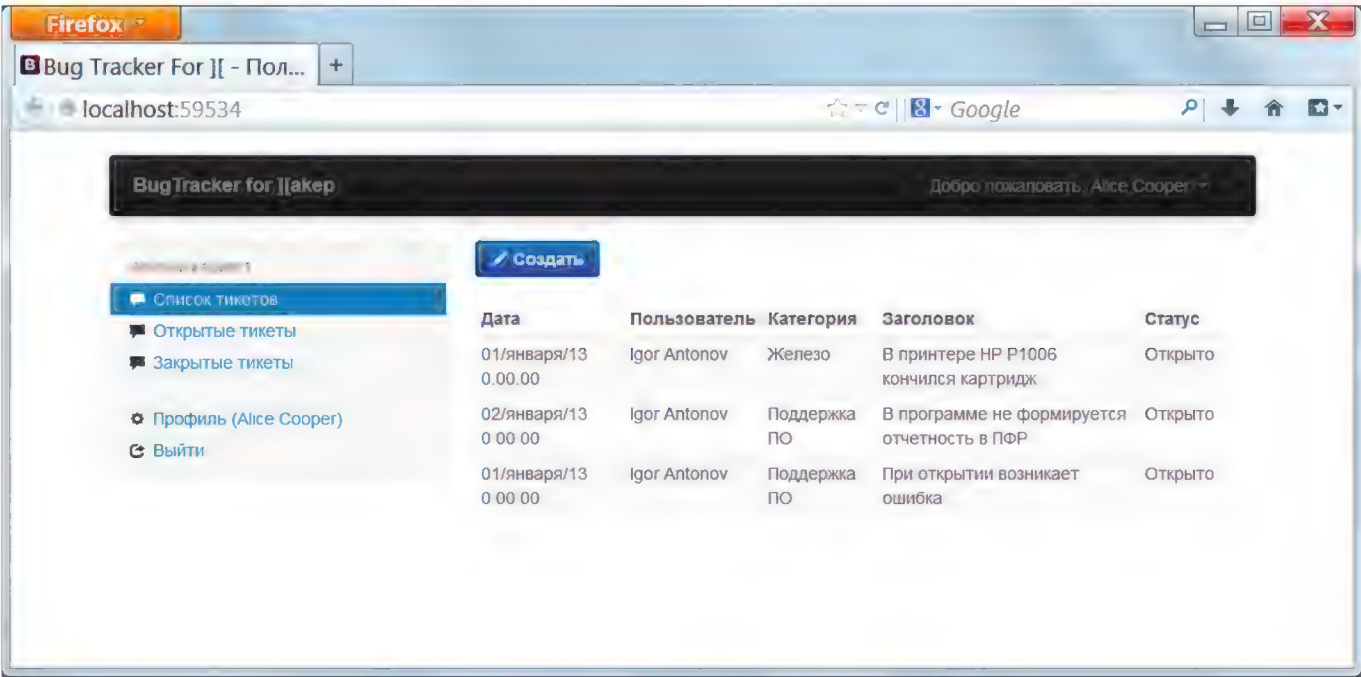 Firefox
Bug Tracker For ][ - Пол...
+
localhost:59534
Google
BugTracker for ][akep
Добро пожаловать, Alice Cooper
Создать
Список тикетов
Открытые тикеты
Закрытые тикеты
Профиль (Alice Cooper)
Выйти
Дата Пользователь Категория Заголовок Статус
01/января/13 Igor Antonov Железо В принтере HP P1006 Открыто
0.00.00 кончился картридж
02/января/13 Igor Antonov Поддержка В программе не формируется Открыто
0 00 00 ПО отчетность в ПФР
01/января/13 Igor Antonov Поддержка При открытии возникает Открыто
0 00 00 ПО ошибка